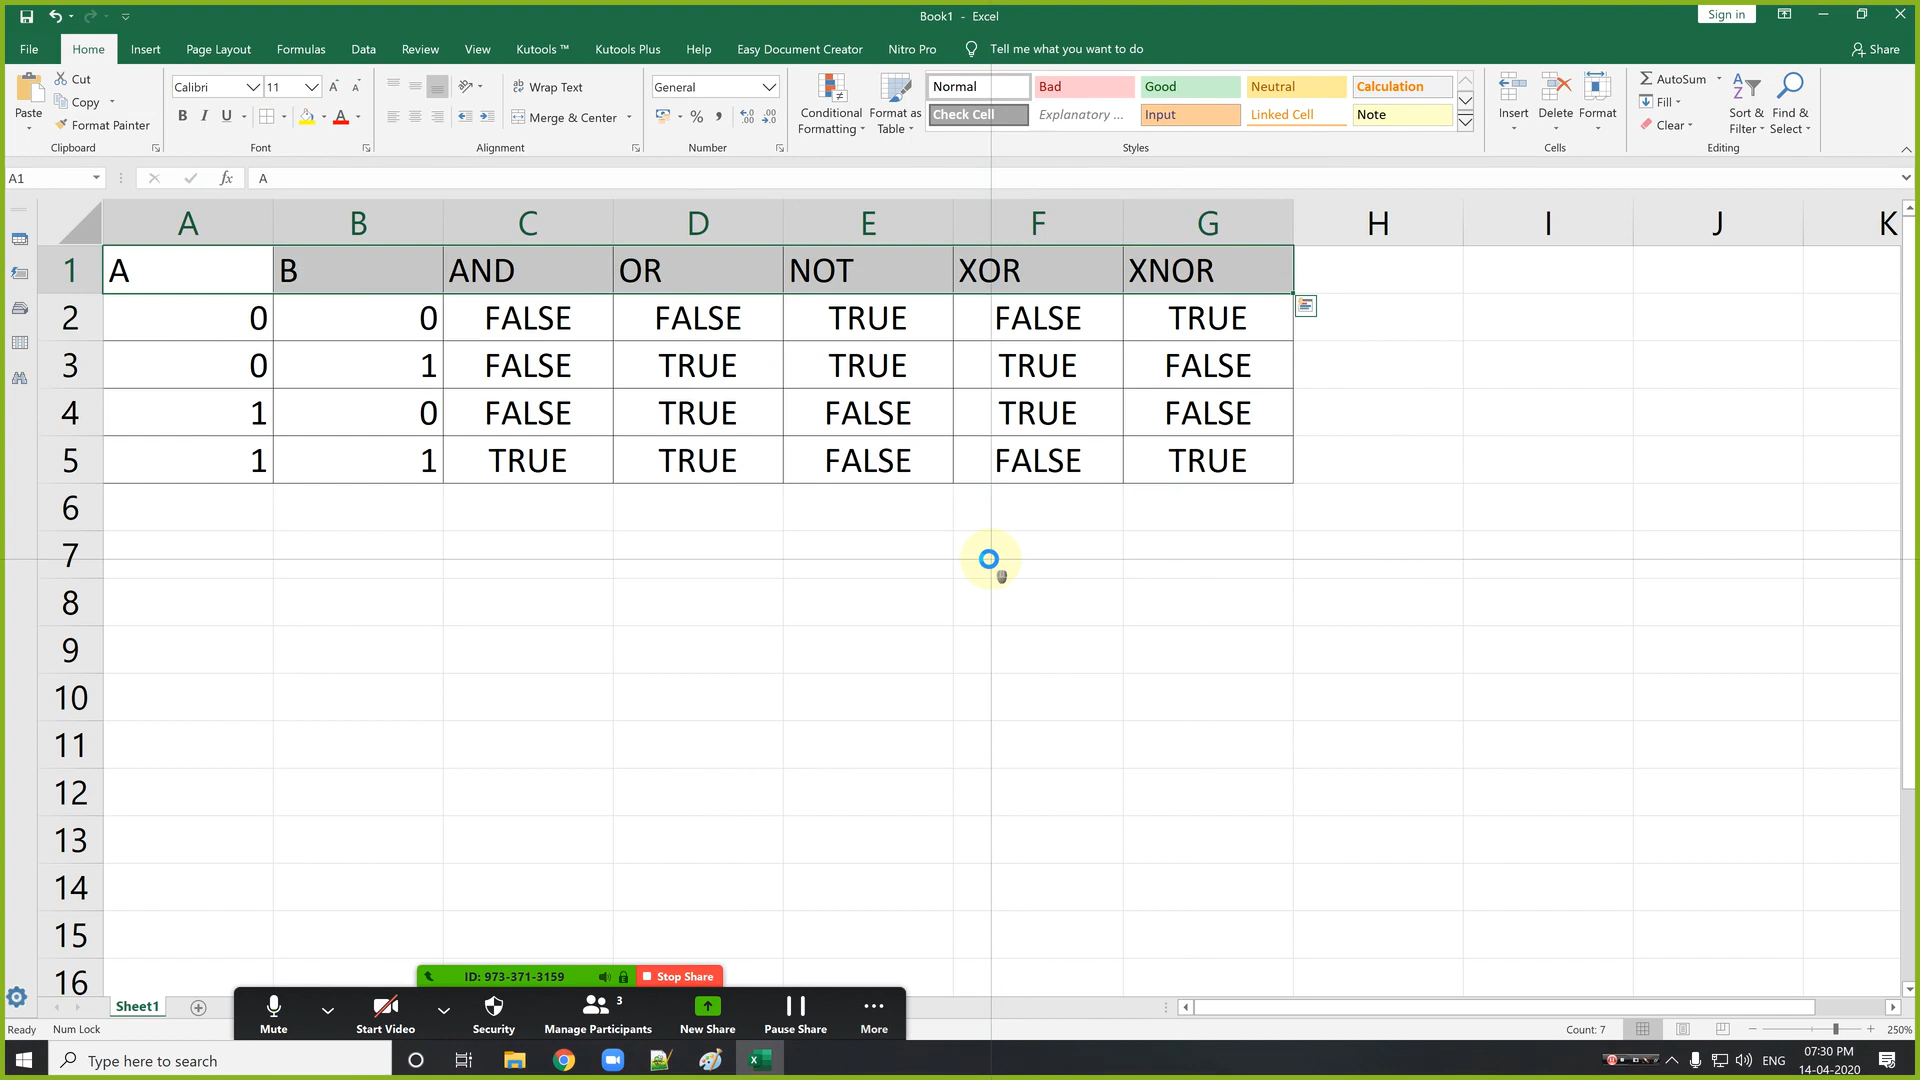 Book1 - Excel
Sign in
File Home Insert Page Layout Formulas Data Review View Kutools ™ Kutools Plus Help Easy Document Creator Nitro Pro Tell me what you want to do Share
Cut
Copy
Format Painter
Paste
Clipboard
Calibri 11
B I U
Font
Wrap Text
Merge & Center
Alignment
General
Number
Conditional Formatting
Format as Table
Normal Bad Good Neutral Calculation
Check Cell Explanatory ... Input Linked Cell Note
Styles
Insert Delete Format
Cells
AutoSum
Fill
Clear
Sort & Filter
Find & Select
Editing
A1 fx A
A B C D E F G H I J K
1 A B AND OR NOT XOR XNOR
2 0 0 FALSE FALSE TRUE FALSE TRUE
3 0 1 FALSE TRUE TRUE TRUE FALSE
4 1 0 FALSE TRUE FALSE TRUE FALSE
5 1 1 TRUE TRUE FALSE FALSE TRUE
6
7
8
9
10
11
12
13
14
15
16
ID: 973-371-3159 Stop Share
Sheet1
Mute Start Video Security Manage Participants 3 New Share Pause Share More
Ready Num Lock Count: 7 250%
Type here to search
ENG
07:30 PM
14-04-2020